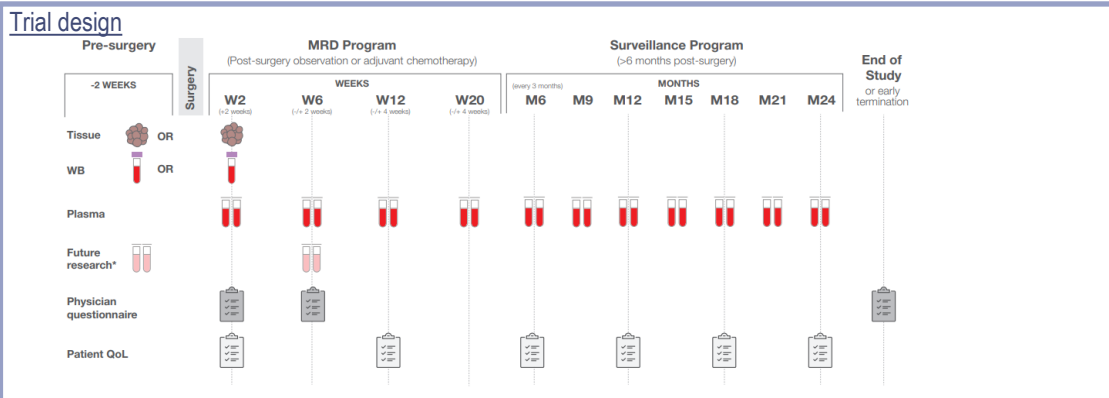 Trial design
Pre-surgery
Surgery
MRD Program
(Post-surgery observation or adjuvant chemotherapy)
Surveillance Program
(>6 months post-surgery)
End of
Study
or early
termination
-2 WEEKS
WEEKS
W2
(+2 weeks)
W6
(-/+ 2 weeks)
W12
(-/+ 4 weeks)
W20
(-/+ 4 weeks)
(every 3 months)
MONTHS
M6 M9 M12 M15 M18 M21 M24
Tissue OR
WB OR
Plasma
Future
research*
Physician
questionnaire
Patient QoL